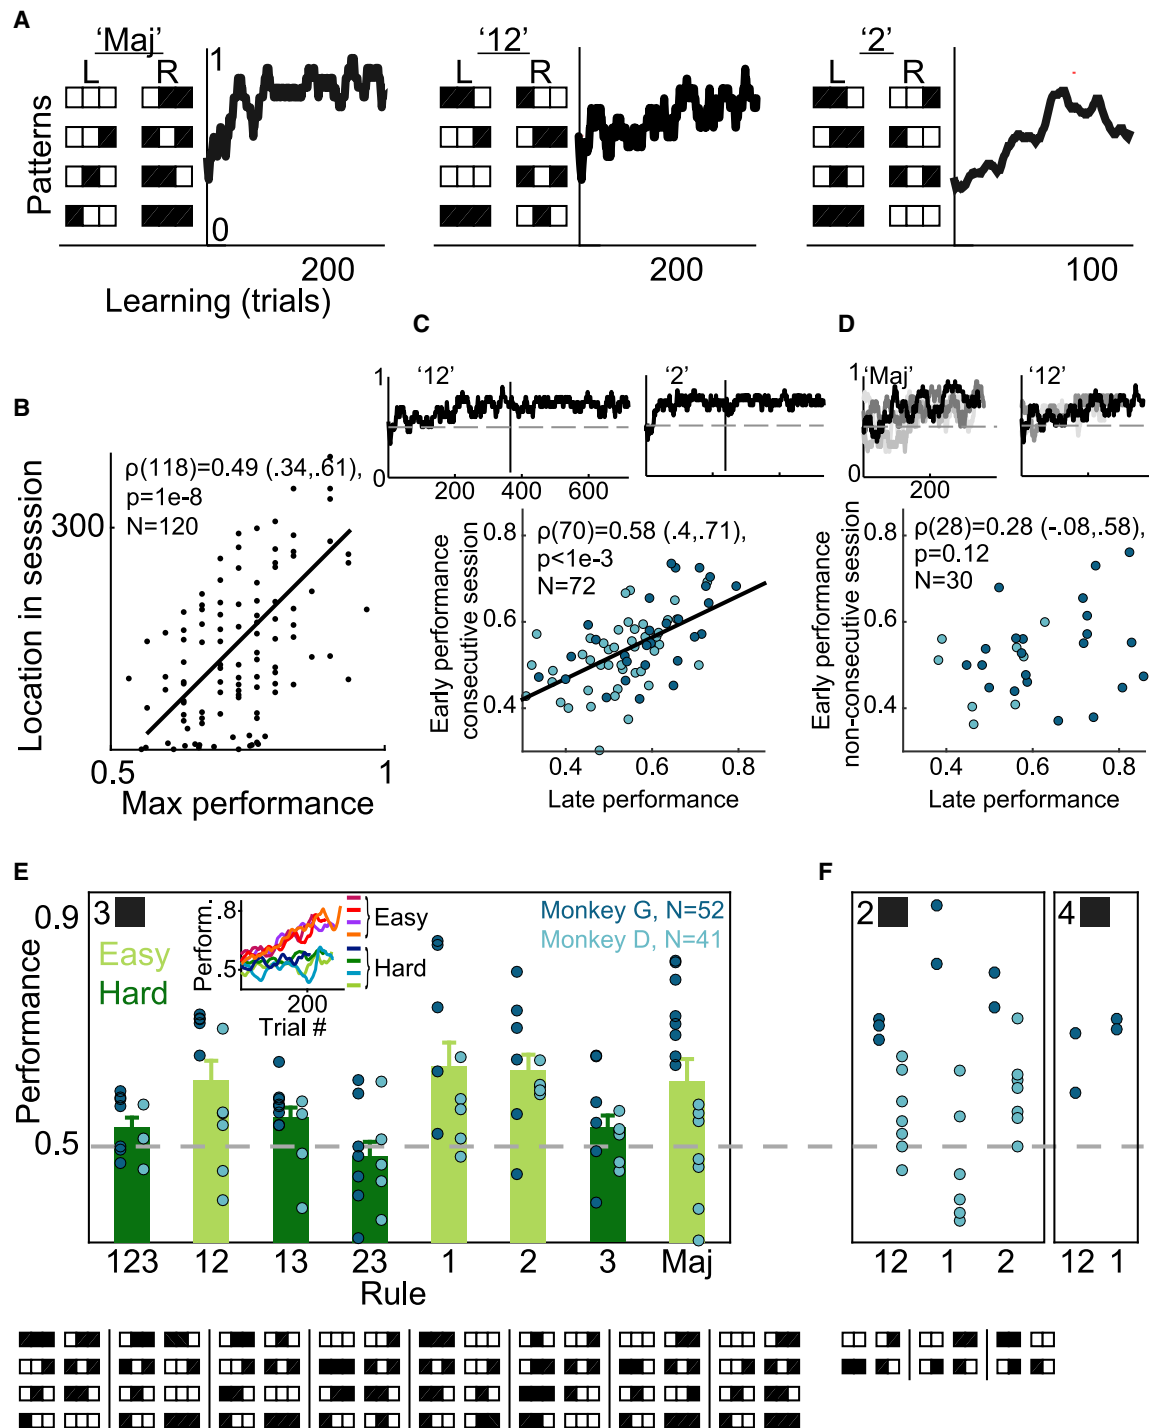 A
'Maj'
'12'
'2'
L R
L R
L R
Patterns
1
0
200
200
100
Learning (trials)
C
D
B
1
'12'
'2'
0
200 400 600
1
'Maj'
'12'
0
200
Location in sesssion
300
ρ(118)=0.49 (.34,.61),
p=1e-8
N=120
0.5
1
Max performance
Early performance
consecutive session
0.8
0.6
0.4
ρ(70)=0.58 (.4,.71),
p<1e-3
N=72
0.4 0.6 0.8
Late performance
Early performance
non-consecutive session
0.8
0.6
0.4
ρ(28)=0.28 (-.08,.58),
p=0.12
N=30
0.4 0.6 0.8
Late performance
E
F
Performance
0.9
0.5
3
Easy
Hard
Perform.
.8
.5
200
Trial #
Easy
Hard
Monkey G, N=52
Monkey D, N=41
123 12 13 23 1 2 3 Maj
Rule
2
4
12 1 2
12 1